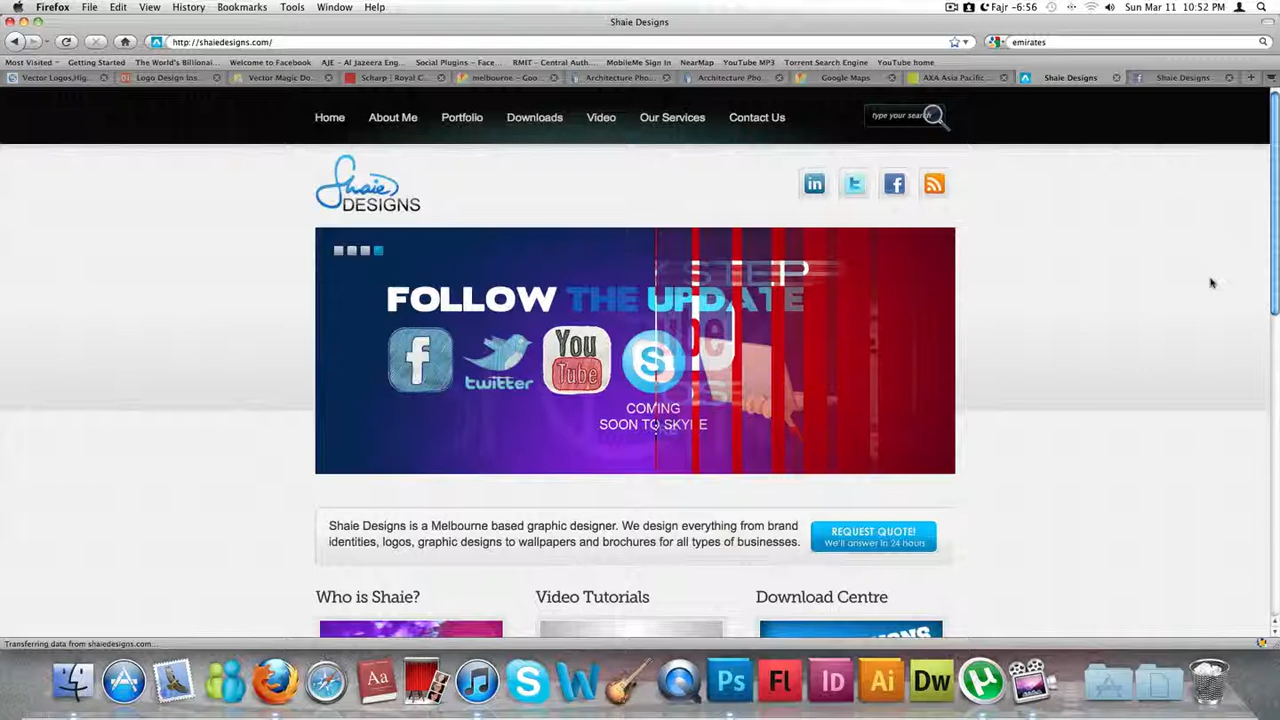 Firefox File Edit View History Bookmarks Tools Window Help Fajr -6:56 Sun Mar 11 10:52 PM
Shaie Designs
http://shaiedesigns.com/ emirates
Most Visited Getting Started The World's Billionai... Welcome to Facebook AJE - Al Jazeera Eng... Social Plugins – Face... RMIT - Central Auth... MobileMe Sign In NearMap YouTube MP3 Torrent Search Engine YouTube home
Vector Logos,Hig... Logo Design Ins... Vector Magic Do... Scharp | Royal C... melbourne – Goo... Architecture Pho... Architecture Pho... Google Maps AXA Asia Pacific... Shaie Designs Shaie Designs
Home About Me Portfolio Downloads Video Our Services Contact Us type your search
Shaie
DESIGNS
STEP
FOLLOW THE UPDATE
f twitter You Tube S
COMING
SOON TO SKYPE
Shaie Designs is a Melbourne based graphic designer. We design everything from brand
identities, logos, graphic designs to wallpapers and brochures for all types of businesses.
REQUEST QUOTE!
We'll answer in 24 hours
Who is Shaie? Video Tutorials Download Centre
Transferring data from shaiedesigns.com...
Aa S W Ps Fl Id Ai Dw